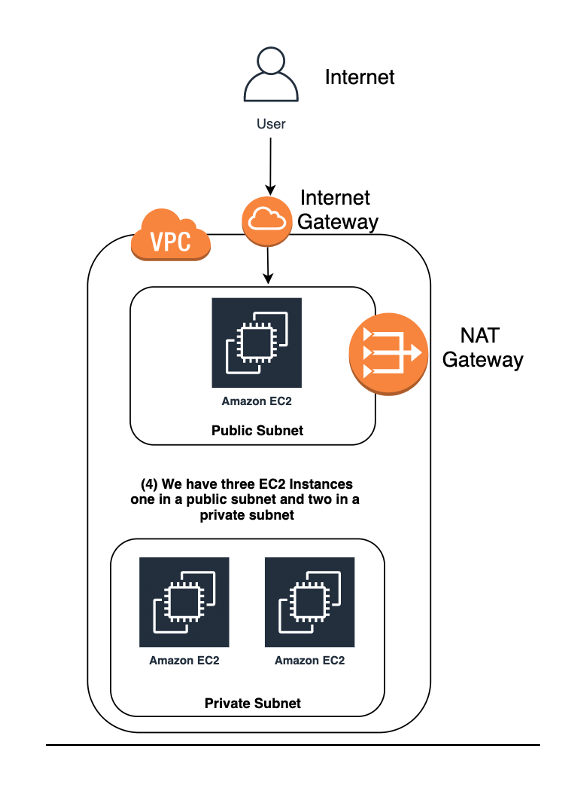 Internet
User
Internet
Gateway
VPC
NAT
Gateway
Amazon EC2
Public Subnet
(4) We have three EC2 Instances
one in a public subnet and two in a
private subnet
Amazon EC2
Amazon EC2
Private Subnet